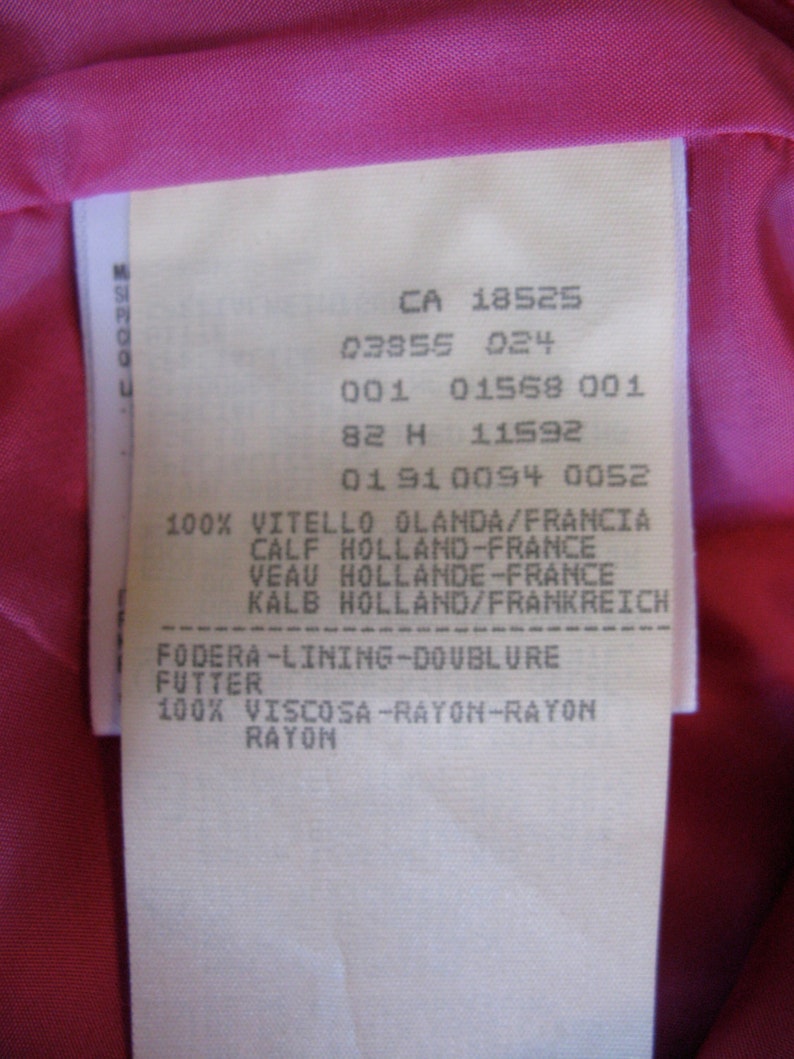 CA 18525
03955 024
001 01568 001
82 H 11592
01910094 0052
100% VITELLO OLANDA/FRANCIA
CALF HOLLAND-FRANCE
VEAU HOLLANDE-FRANCE
KALB HOLLAND/FRANKREICH
FODERA-LINING-DOUBLURE
FUTTER
100% VISCOSA-RAYON-RAYON
RAYON